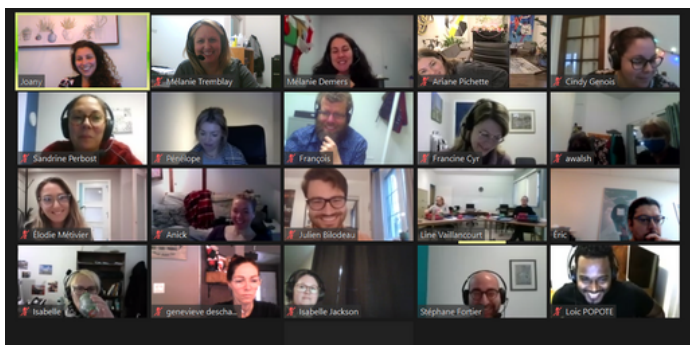 Joany
Mélanie Tremblay
Mélanie Demers
Ariane Pichette
Cindy Genois
Sandrine Perbost
Pénélope
François
Francine Cyr
awalsh
Élodie Métivier
Anick
Julien Bilodeau
Line Vaillancourt
Éric
Isabelle
genevieve descha...
Isabelle Jackson
Stéphane Fortier
Loïc POPOTE